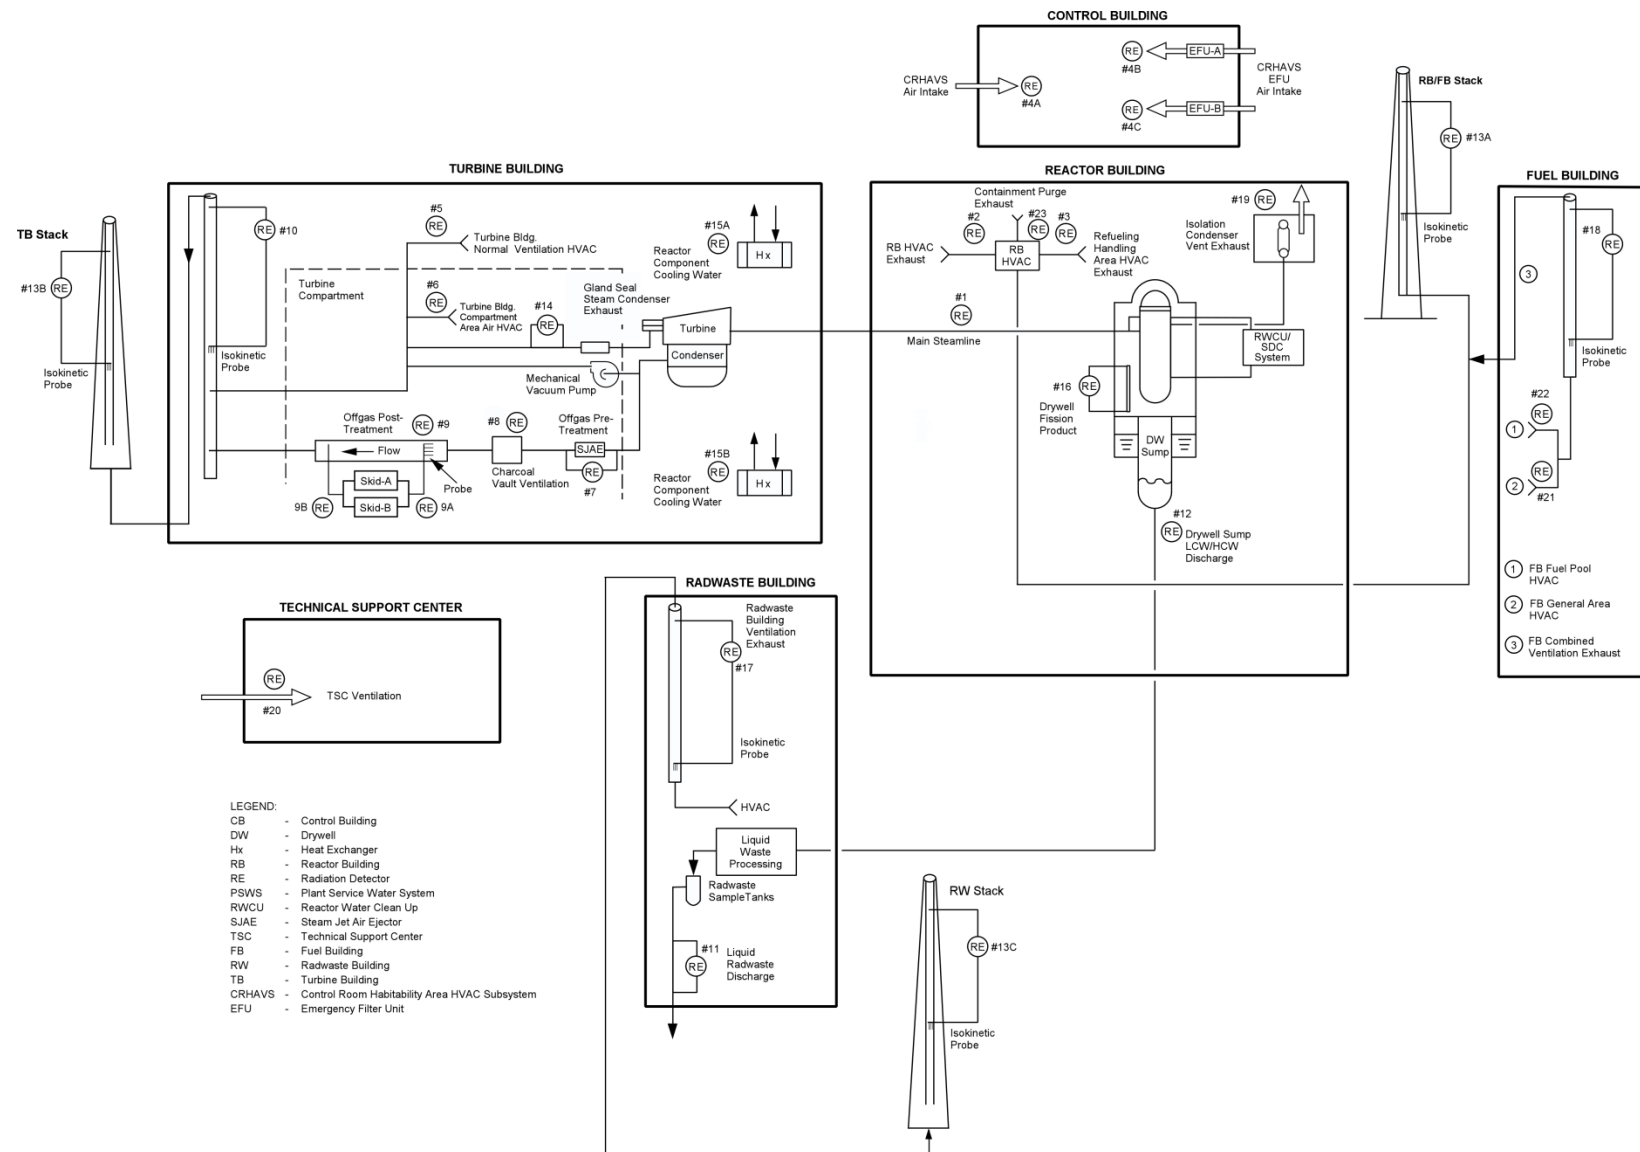 CONTROL BUILDING
RE
#4B
EFU-A
CRHAVS
Air Intake
RE
#4A
RE
#4C
EFU-B
CRHAVS
EFU
Air Intake
RB/FB Stack
RE
#13A
Isokinetic
Probe
TURBINE BUILDING
TB Stack
#13B
RE
Isokinetic
Probe
RE
#10
Isokinetic
Probe
#5
RE
Turbine Bldg.
Normal Ventilation HVAC
Turbine
Compartment
#6
RE
Turbine Bldg.
Compartment
Area Air HVAC
#14
RE
Gland Seal
Steam Condenser
Exhaust
#15A
RE
Reactor
Component
Cooling Water
Hx
Turbine
Condenser
Mechanical
Vacuum Pump
Offgas Post-
Treatment
RE
#9
Flow
Probe
Skid-A
Skid-B
9B
RE
RE
9A
#8
RE
Charcoal
Vault Ventilation
Offgas Pre-
Treatment
SJAE
RE
#7
#15B
RE
Reactor
Component
Cooling Water
Hx
REACTOR BUILDING
Containment Purge
Exhaust
#2
RE
#23
RE
#3
RE
RB HVAC
Exhaust
RB
HVAC
Refueling
Handling
Area HVAC
Exhaust
#19
RE
Isolation
Condenser
Vent Exhaust
#1
RE
Main Steamline
RWCU/
SDC
System
#16
RE
Drywell
Fission
Product
DW
Sump
#12
RE
Drywell Sump
LCW/HCW
Discharge
FUEL BUILDING
3
#18
RE
Isokinetic
Probe
#22
RE
1
RE
2
#21
1 FB Fuel Pool
HVAC
2 FB General Area
HVAC
3 FB Combined
Ventilation Exhaust
TECHNICAL SUPPORT CENTER
RE
#20
TSC Ventilation
RADWASTE BUILDING
Radwaste
Building
Ventilation
Exhaust
RE
#17
Isokinetic
Probe
HVAC
Liquid
Waste
Processing
Radwaste
SampleTanks
#11
RE
Liquid
Radwaste
Discharge
RW Stack
RE
#13C
Isokinetic
Probe
LEGEND:
CB - Control Building
DW - Drywell
Hx - Heat Exchanger
RB - Reactor Building
RE - Radiation Detector
PSWS - Plant Service Water System
RWCU - Reactor Water Clean Up
SJAE - Steam Jet Air Ejector
TSC - Technical Support Center
FB - Fuel Building
RW - Radwaste Building
TB - Turbine Building
CRHAVS - Control Room Habitability Area HVAC Subsystem
EFU - Emergency Filter Unit